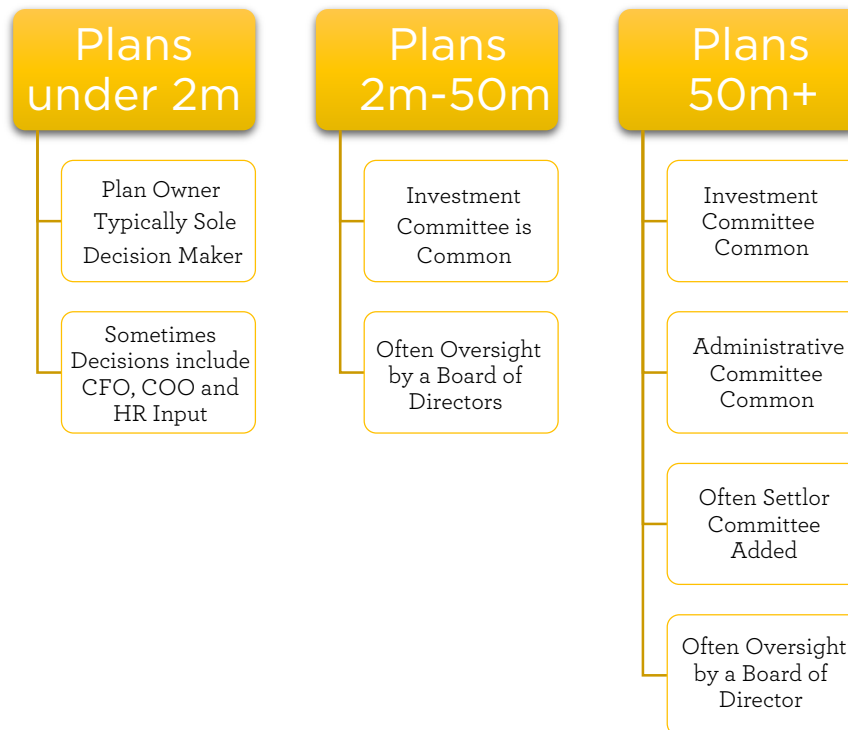 Plans
under 2m
Plan Owner
Typically Sole
Decision Maker
Sometimes
Decisions include
CFO, COO and
HR Input
Plans
2m-50m
Investment
Committee is
Common
Often Oversight
by a Board of
Directors
Plans
50m+
Investment
Committee
Common
Administrative
Committee
Common
Often Settlor
Committee
Added
Often Oversight
by a Board of
Director